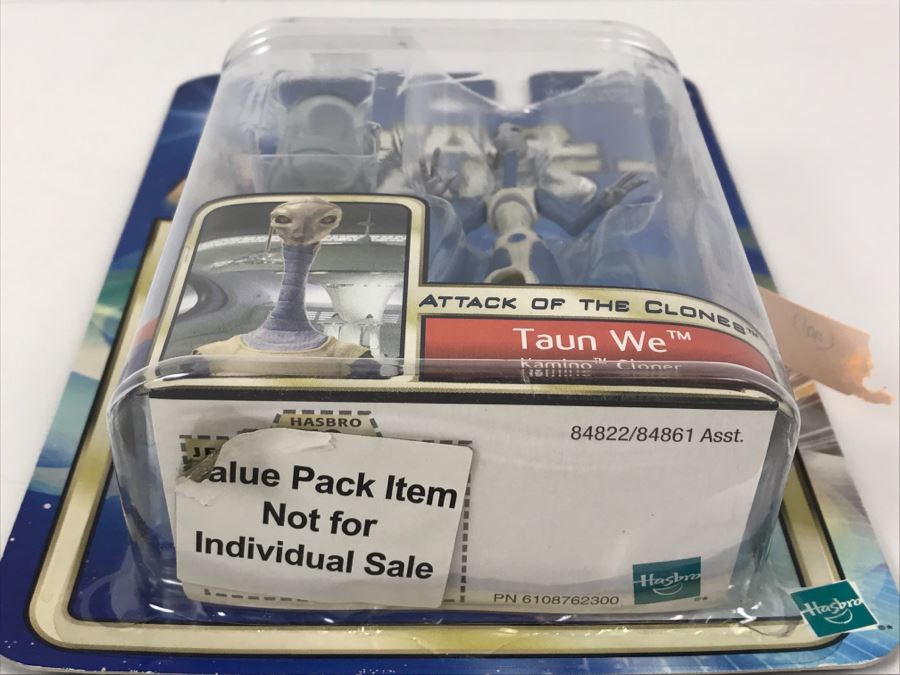 ATTACK OF THE CLONES™
Taun We™
Kamino™ Cloner
84822/84861 Asst.
HASBRO
JE
alue Pack Item
Not for
Individual Sale
PN 6108762300
Hasbro
Hasbro